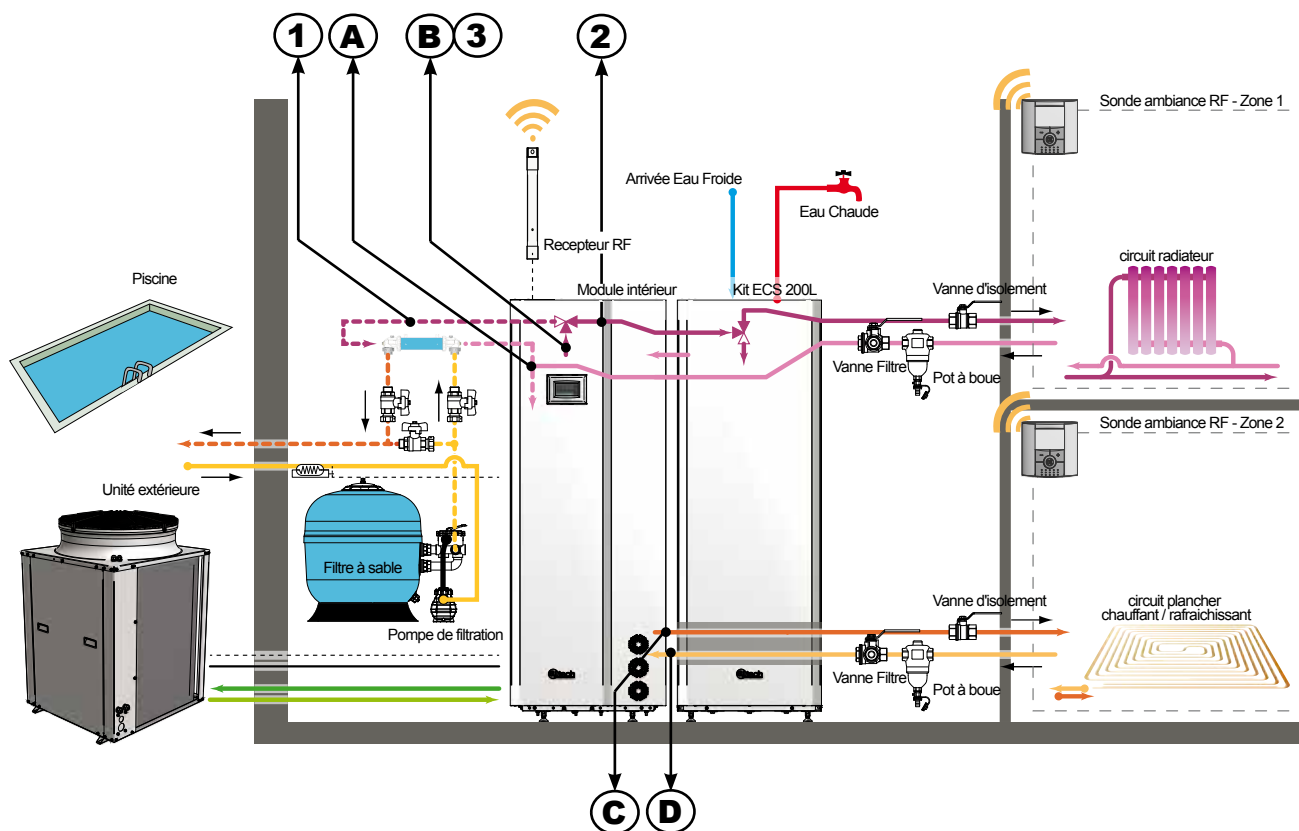 1 A B 3 2
Sonde ambiance RF - Zone 1
Arrivée Eau Froide
Eau Chaude
Recepteur RF
circuit radiateur
Piscine
Module intérieur
Kit ECS 200L
Vanne d'isolement
Vanne Filtre
Pot à boue
Sonde ambiance RF - Zone 2
Unité extérieure
Filtre à sable
Vanne d'isolement
circuit plancher
chauffant / rafraichissant
Pompe de filtration
Vanne Filtre
Pot à boue
C D